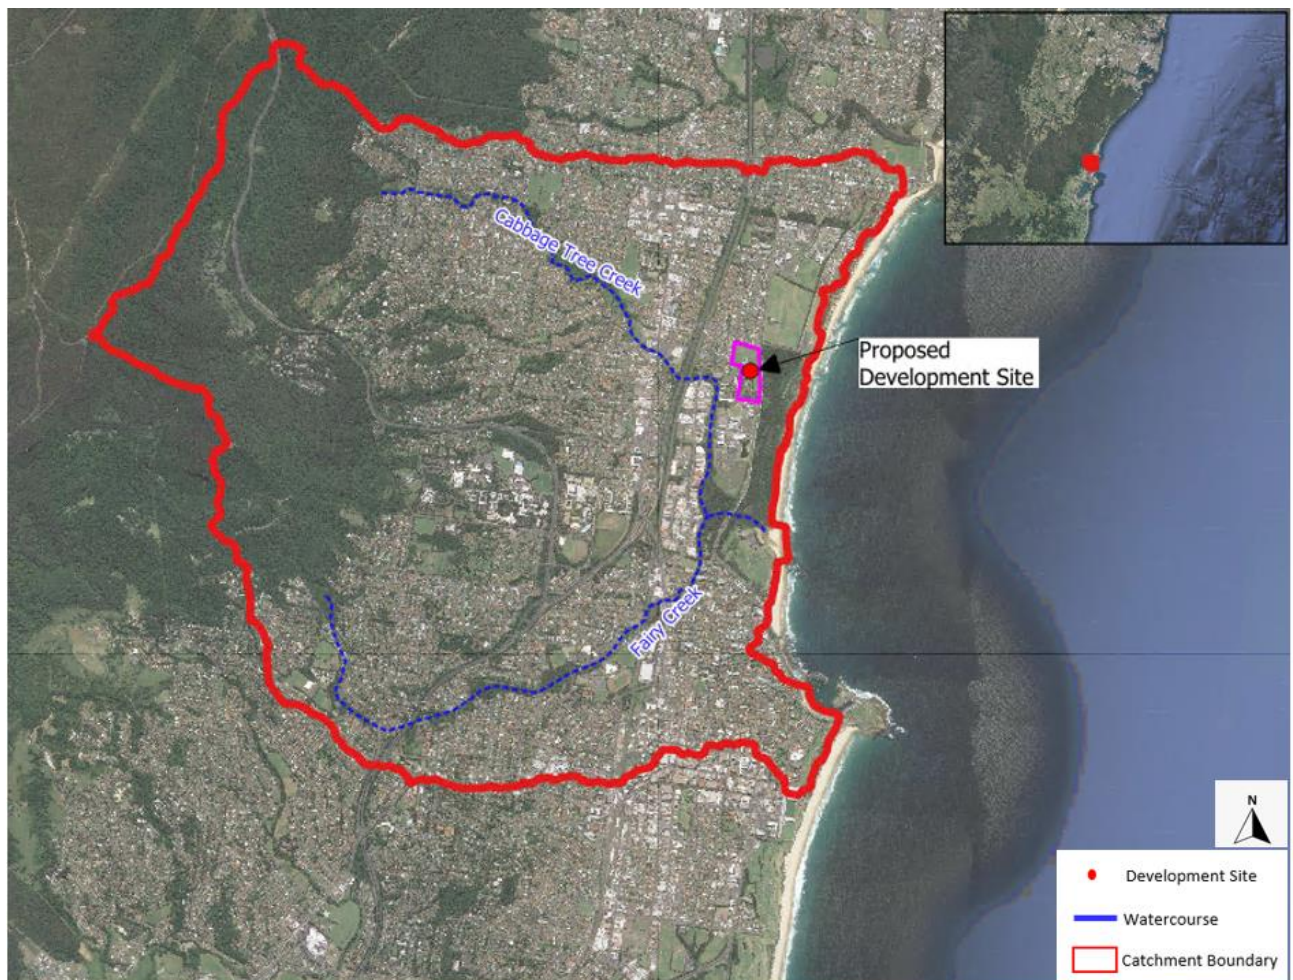 Cabbage Tree Creek
Proposed
Development Site
Fairy Creek
N
Development Site
Watercourse
Catchment Boundary